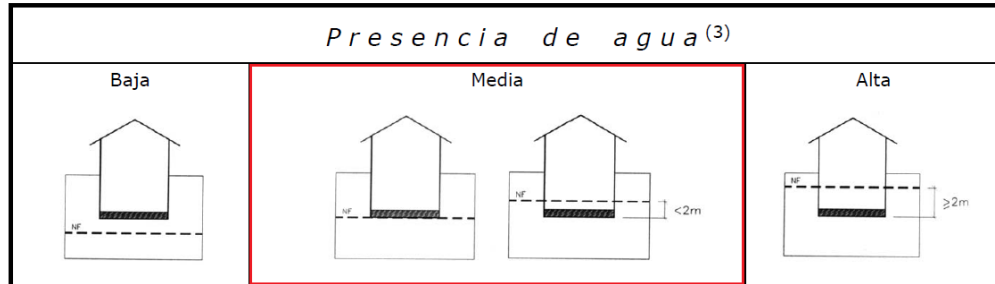 Presencia de agua(3)
Baja
Media
Alta
NF
NF
NF
<2m
NF
≥2m